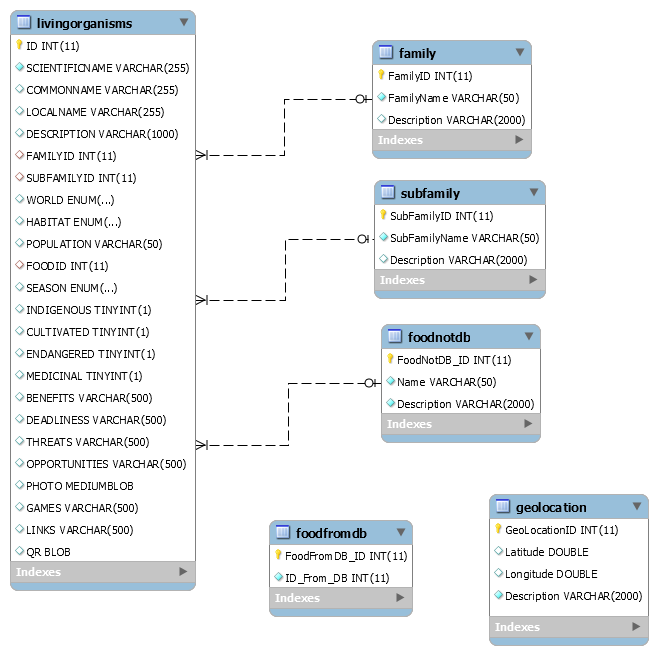 livingorganisms
ID INT(11)
SCIENTIFICNAME VARCHAR(255)
COMMONNAME VARCHAR(255)
LOCALNAME VARCHAR(255)
DESCRIPTION VARCHAR(1000)
FAMILYID INT(11)
SUBFAMILYID INT(11)
WORLD ENUM(...)
HABITAT ENUM(...)
POPULATION VARCHAR(50)
FOODID INT(11)
SEASON ENUM(...)
INDIGENOUS TINYINT(1)
CULTIVATED TINYINT(1)
ENDANGERED TINYINT(1)
MEDICINAL TINYINT(1)
BENEFITS VARCHAR(500)
DEADLINESS VARCHAR(500)
THREATS VARCHAR(500)
OPPORTUNITIES VARCHAR(500)
PHOTO MEDIUMBLOB
GAMES VARCHAR(500)
LINKS VARCHAR(500)
QR BLOB
Indexes
family
FamilyID INT(11)
FamilyName VARCHAR(50)
Description VARCHAR(2000)
Indexes
subfamily
SubFamilyID INT(11)
SubFamilyName VARCHAR(50)
Description VARCHAR(2000)
Indexes
foodnotdb
FoodNotDB_ID INT(11)
Name VARCHAR(50)
Description VARCHAR(2000)
Indexes
foodfromdb
FoodFromDB_ID INT(11)
ID_From_DB INT(11)
Indexes
geolocation
GeoLocationID INT(11)
Latitude DOUBLE
Longitude DOUBLE
Description VARCHAR(2000)
Indexes